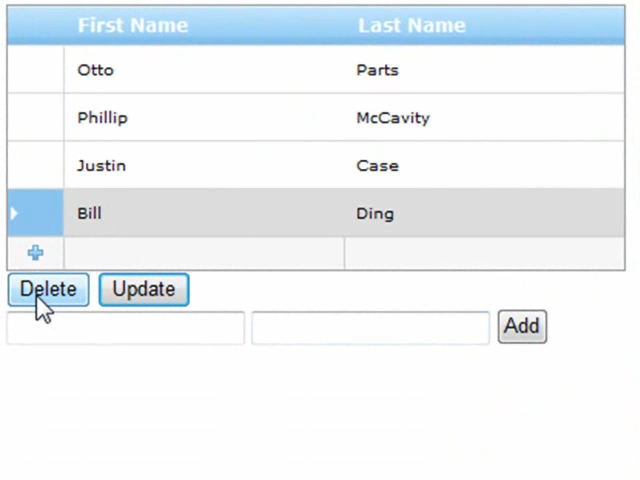 First Name Last Name
Otto Parts
Phillip McCavity
Justin Case
Bill Ding
Delete Update
Add